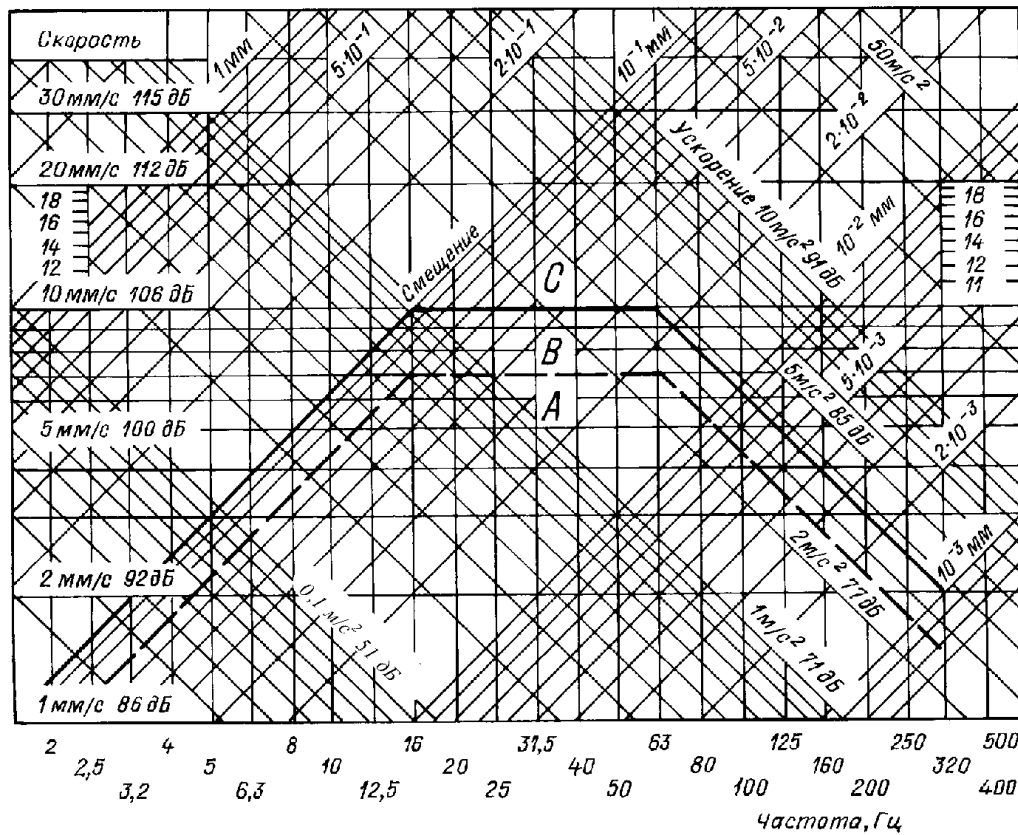 Скорость
30 мм/с 115 дБ
20 мм/с 112 дБ
18
16
14
12
10 мм/с 106 дБ
5 мм/с 100 дБ
2 мм/с 92 дБ
1 мм/с 86 дБ
1 мм
5·10⁻¹
2·10⁻¹
10⁻¹ мм
5·10⁻²
50 м/с²
2·10⁻²
Ускорение 10 м/с² 91 дБ
10⁻² мм
18
16
14
12
11
Смещение
C
B
A
5·10⁻³
5 м/с² 85 дБ
2·10⁻³
10⁻³ мм
2 м/с² 77 дБ
1 м/с² 71 дБ
0,1 м/с² 51 дБ
2 4 8 16 31,5 63 125 250 500
2,5 5 10 20 40 80 160 320
3,2 6,3 12,5 25 50 100 200 400
Частота, Гц